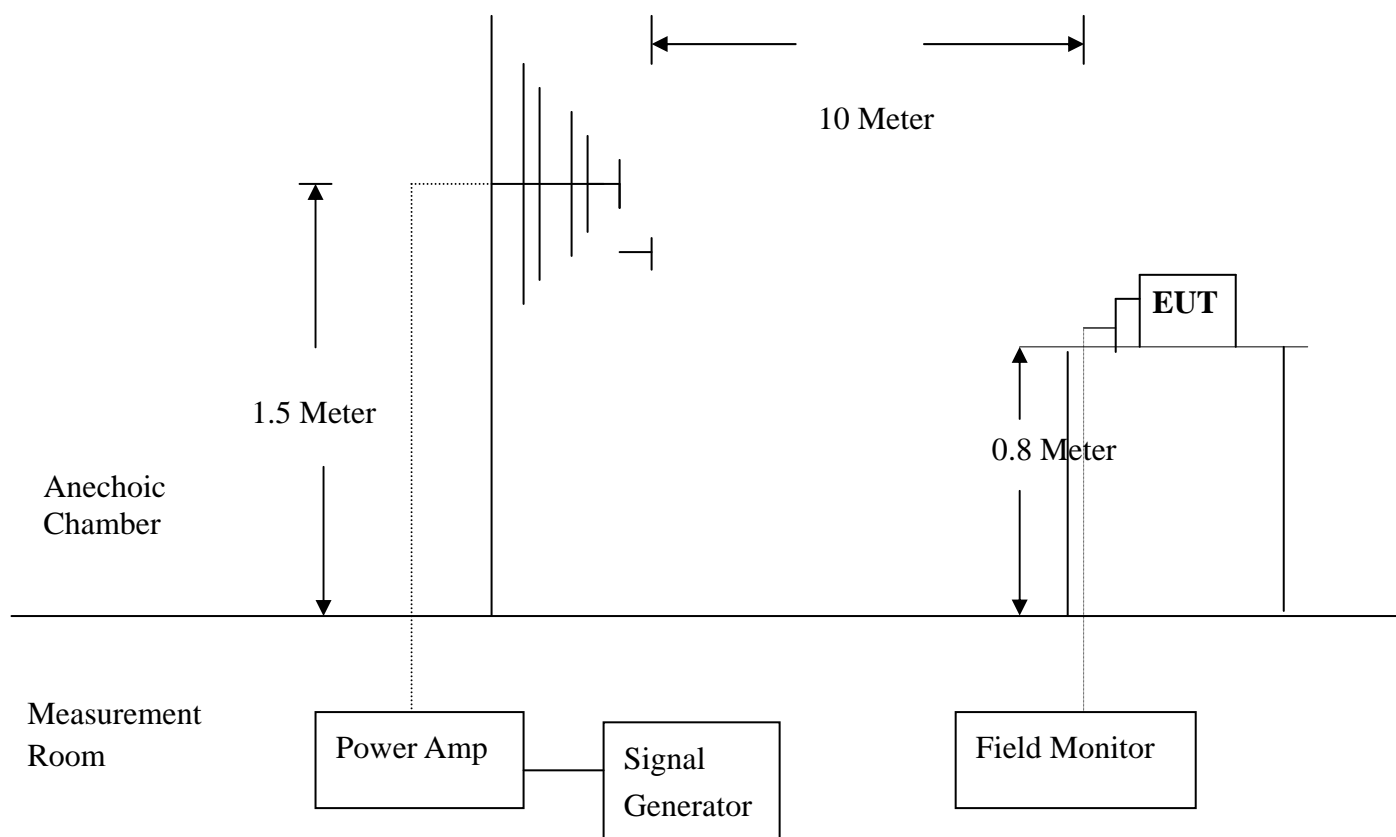 10 Meter
EUT
1.5 Meter
0.8 Meter
Anechoic
Chamber
Measurement
Room
Power Amp
Signal
Generator
Field Monitor